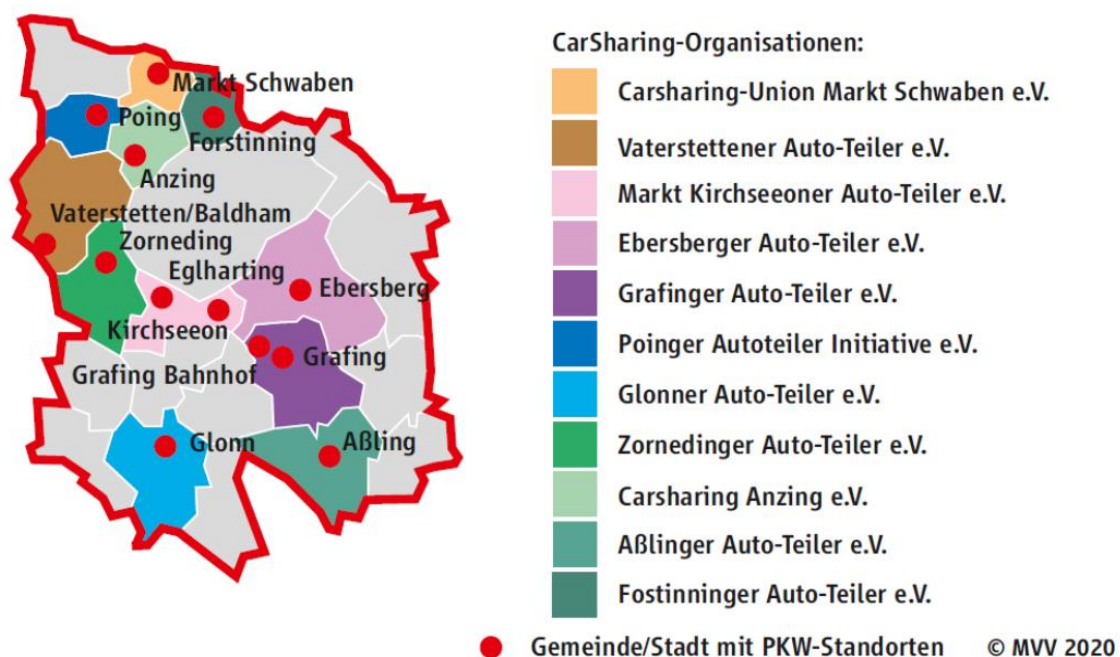 Markt Schwaben
Poing
Forstinning
Anzing
Vaterstetten/Baldham
Zorneding
Eglharting
Ebersberg
Kirchseeon
Grafing
Grafing Bahnhof
Glonn
Aßling
CarSharing-Organisationen:
Carsharing-Union Markt Schwaben e.V.
Vaterstettener Auto-Teiler e.V.
Markt Kirchseeoner Auto-Teiler e.V.
Ebersberger Auto-Teiler e.V.
Grafinger Auto-Teiler e.V.
Poinger Autoteiler Initiative e.V.
Glonner Auto-Teiler e.V.
Zornedinger Auto-Teiler e.V.
Carsharing Anzing e.V.
Aßlinger Auto-Teiler e.V.
Fostinninger Auto-Teiler e.V.
Gemeinde/Stadt mit PKW-Standorten © MVV 2020